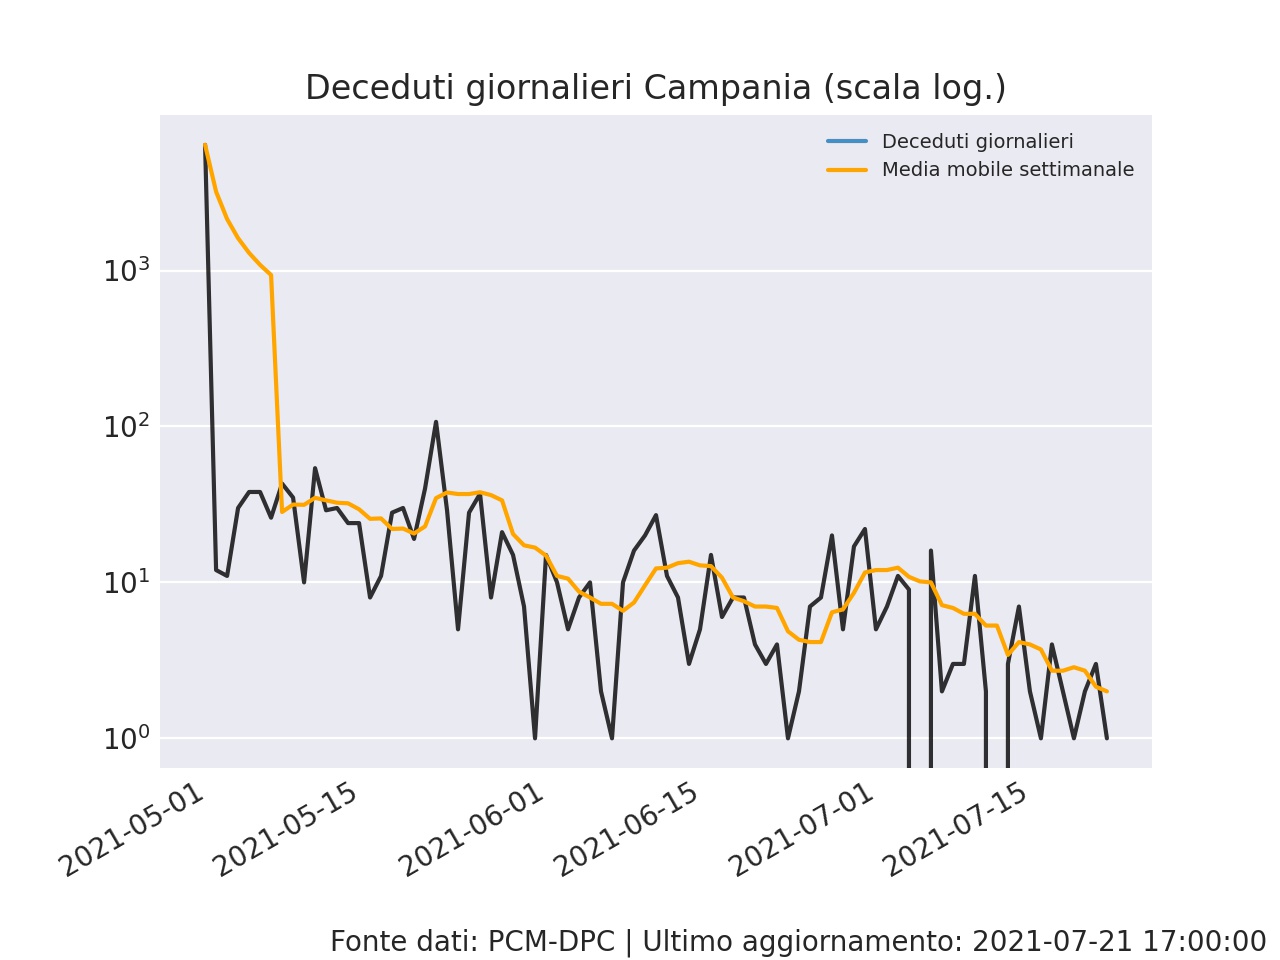 Deceduti giornalieri Campania (scala log.)
Deceduti giornalieri
Media mobile settimanale
10³
10²
10¹
10⁰
2021-05-01
2021-05-15
2021-06-01
2021-06-15
2021-07-01
2021-07-15
Fonte dati: PCM-DPC | Ultimo aggiornamento: 2021-07-21 17:00:00